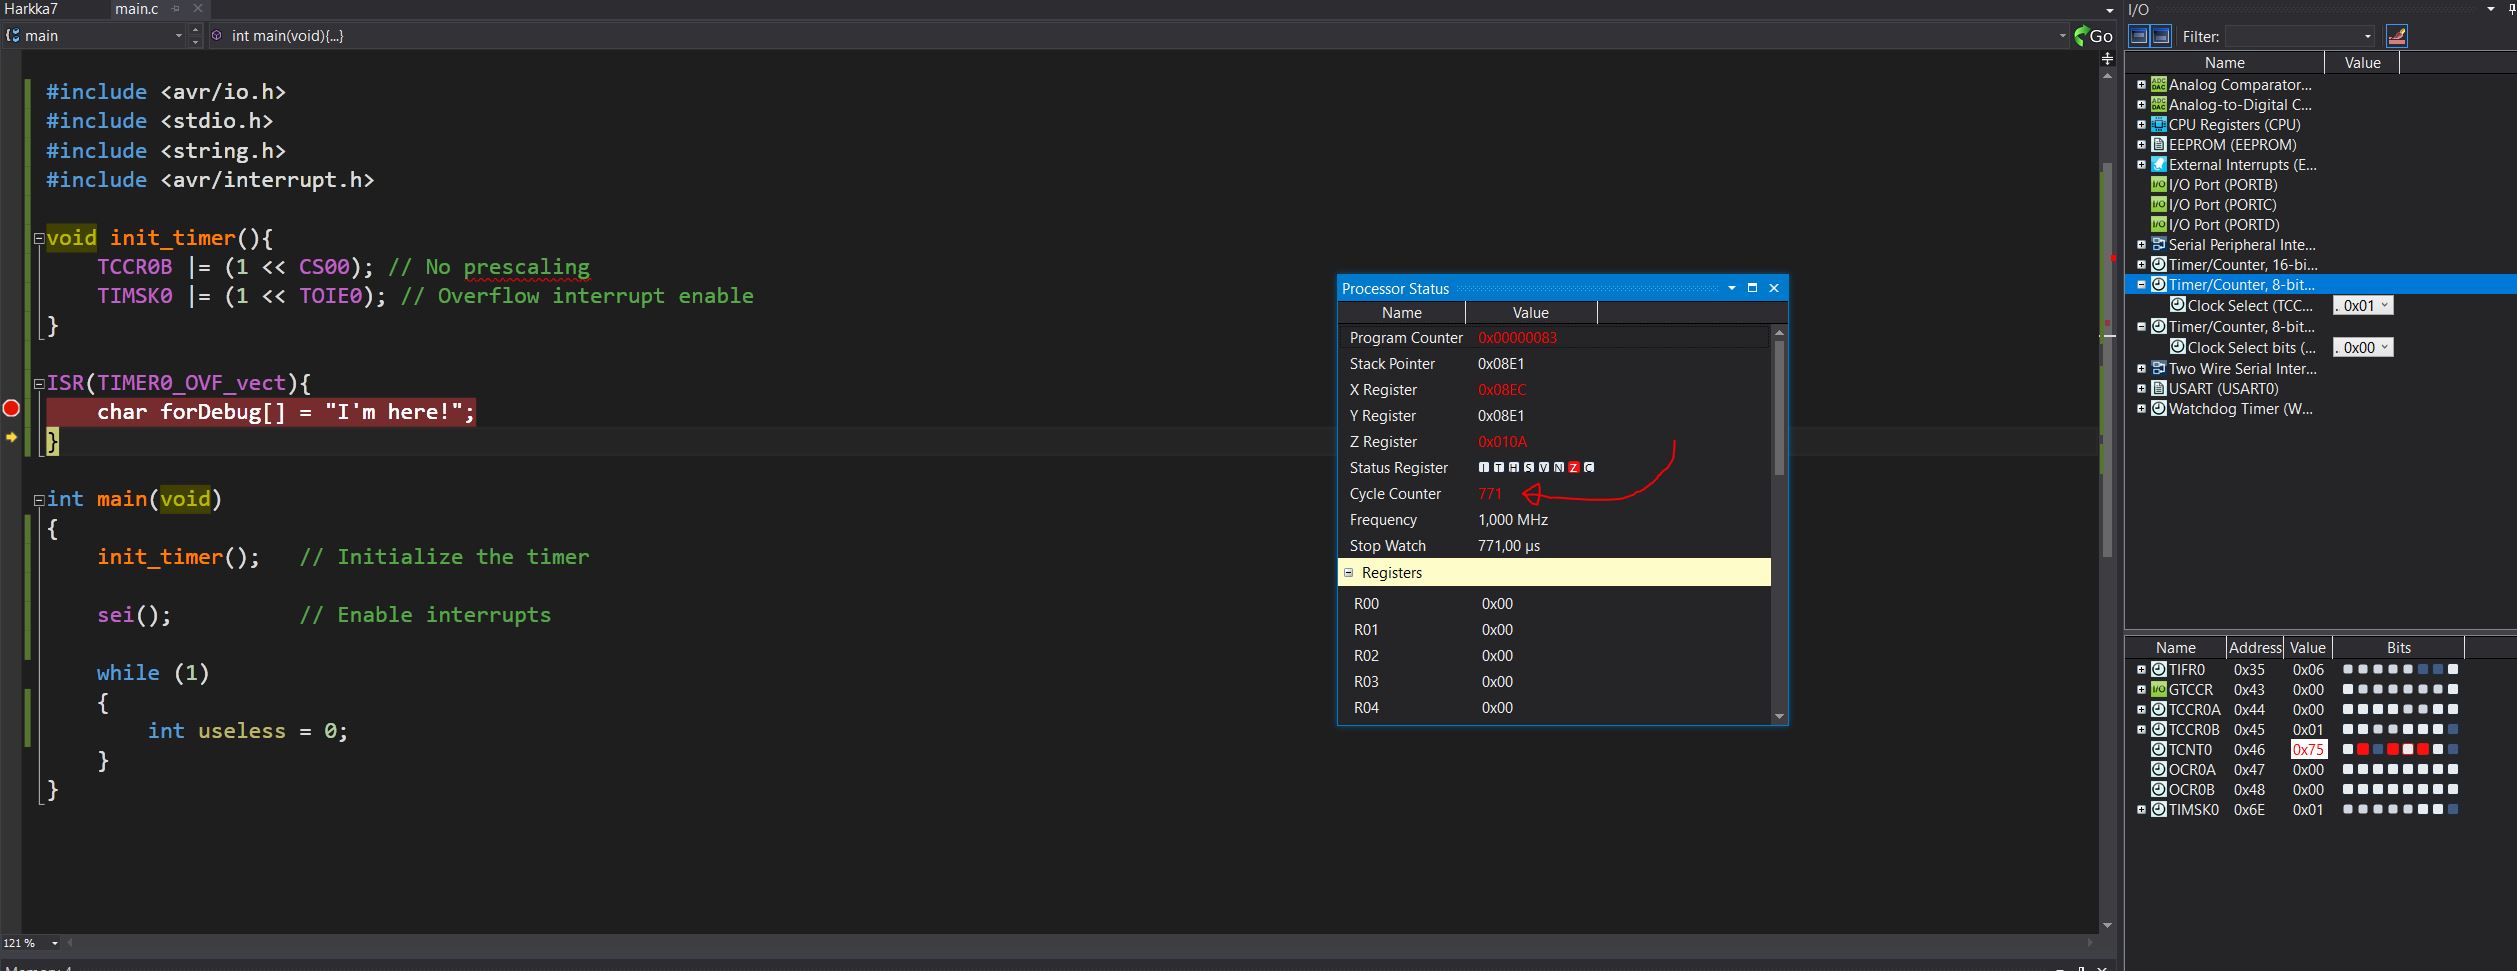 Harkka7
main.c
main
int main(void){...}
Go
#include <avr/io.h>
#include <stdio.h>
#include <string.h>
#include <avr/interrupt.h>
void init_timer(){
TCCR0B |= (1 << CS00); // No prescaling
TIMSK0 |= (1 << TOIE0); // Overflow interrupt enable
}
ISR(TIMER0_OVF_vect){
char forDebug[] = "I'm here!";
}
int main(void)
{
init_timer(); // Initialize the timer
sei(); // Enable interrupts
while (1)
{
int useless = 0;
}
}
121 %
Processor Status
Name Value
Program Counter 0x00000083
Stack Pointer 0x08E1
X Register 0x08EC
Y Register 0x08E1
Z Register 0x010A
Status Register I T H S V N Z C
Cycle Counter 771
Frequency 1,000 MHz
Stop Watch 771,00 µs
Registers
R00 0x00
R01 0x00
R02 0x00
R03 0x00
R04 0x00
I/O
Filter:
Name Value
Analog Comparator...
Analog-to-Digital C...
CPU Registers (CPU)
EEPROM (EEPROM)
External Interrupts (E...
I/O Port (PORTB)
I/O Port (PORTC)
I/O Port (PORTD)
Serial Peripheral Inte...
Timer/Counter, 16-bi...
Timer/Counter, 8-bit...
Clock Select (TCC... . 0x01
Timer/Counter, 8-bit...
Clock Select bits (... . 0x00
Two Wire Serial Inter...
USART (USART0)
Watchdog Timer (W...
Name Address Value Bits
TIFR0 0x35 0x06
GTCCR 0x43 0x00
TCCR0A 0x44 0x00
TCCR0B 0x45 0x01
TCNT0 0x46 0x75
OCR0A 0x47 0x00
OCR0B 0x48 0x00
TIMSK0 0x6E 0x01